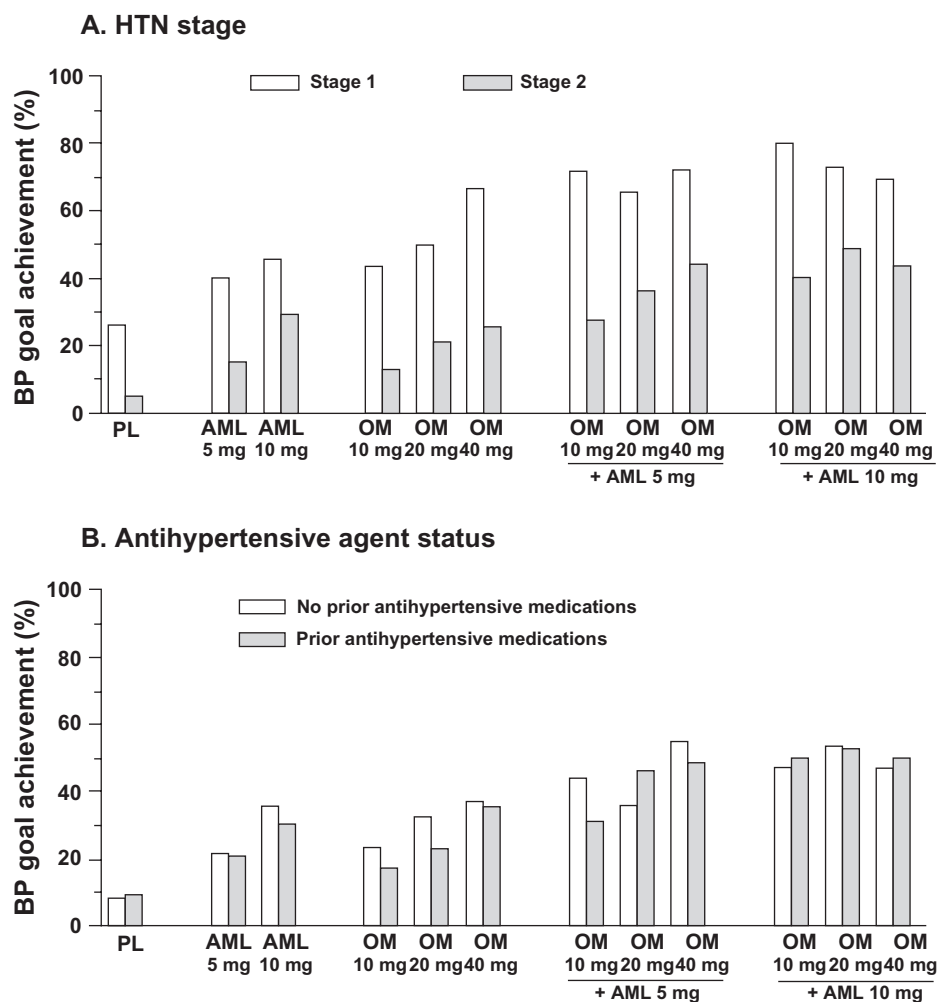 A. HTN stage
100
80
60
40
20
0
BP goal achievement (%)
Stage 1
Stage 2
PL
AML
5 mg
AML
10 mg
OM
10 mg
OM
20 mg
OM
40 mg
OM
10 mg
OM
20 mg
OM
40 mg
+ AML 5 mg
OM
10 mg
OM
20 mg
OM
40 mg
+ AML 10 mg
B. Antihypertensive agent status
100
80
60
40
20
0
BP goal achievement (%)
No prior antihypertensive medications
Prior antihypertensive medications
PL
AML
5 mg
AML
10 mg
OM
10 mg
OM
20 mg
OM
40 mg
OM
10 mg
OM
20 mg
OM
40 mg
+ AML 5 mg
OM
10 mg
OM
20 mg
OM
40 mg
+ AML 10 mg